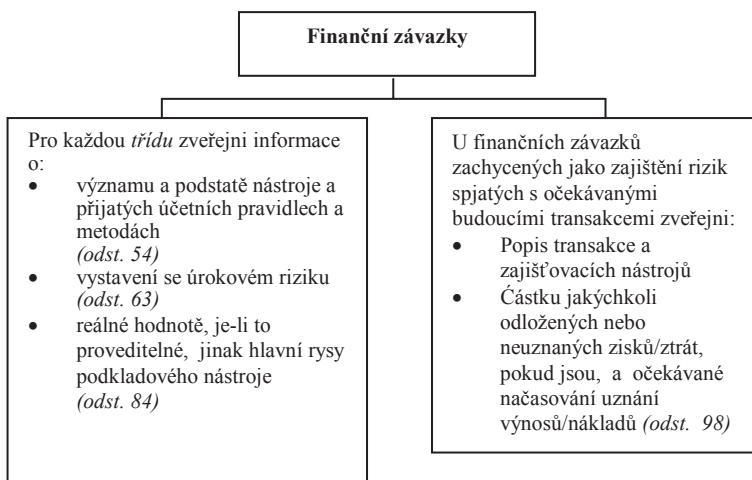 Finanční závazky
Pro každou třídu zveřejni informace
o:
• významu a podstatě nástroje a
přijatých účetních pravidlech a
metodách
(odst. 54)
• vystavení se úrokovém riziku
(odst. 63)
• reálné hodnotě, je-li to
proveditelné, jinak hlavní rysy
podkladového nástroje
(odst. 84)
U finančních závazků
zachycených jako zajištění rizik
spjatých s očekávanými
budoucími transakcemi zveřejni:
• Popis transakce a
zajišťovacích nástrojů
• Ćástku jakýchkoli
odložených nebo
neuznaných zisků/ztrát,
pokud jsou, a očekávané
načasování uznání
výnosů/nákladů (odst. 98)